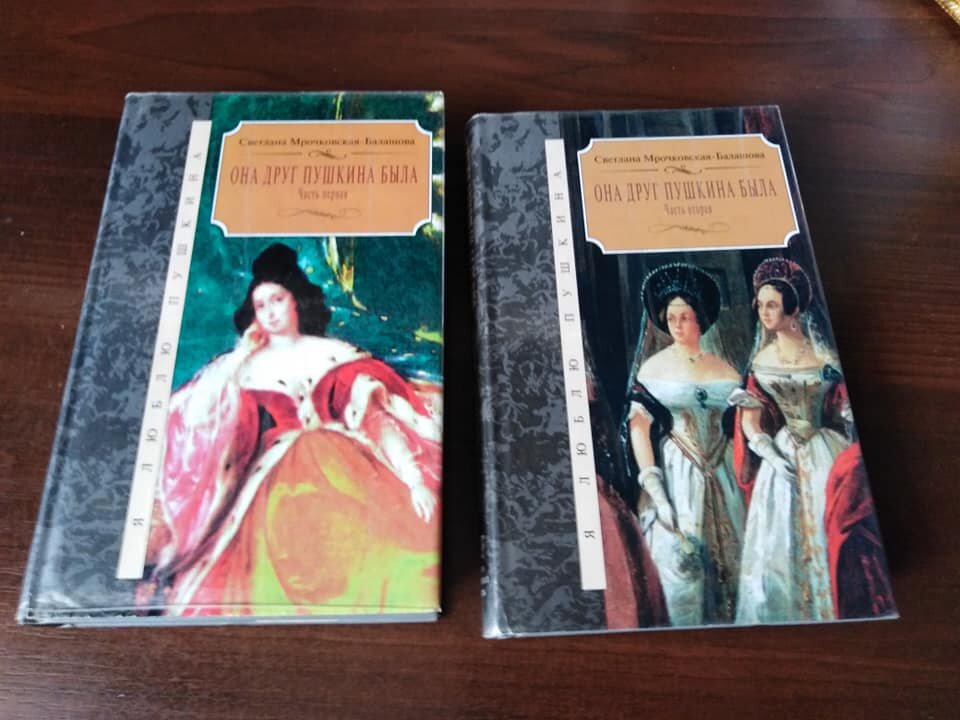 Светлана Мрочковская-Балашова
ОНА ДРУГ ПУШКИНА БЫЛА
Часть первая
Я ЛЮБЛЮ ПУШКИНА
Светлана Мрочковская-Балашова
ОНА ДРУГ ПУШКИНА БЫЛА
Часть вторая
Я ЛЮБЛЮ ПУШКИНА